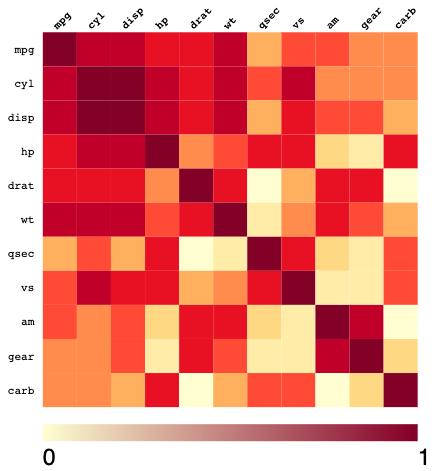 mpg cyl disp hp drat wt qsec vs am gear carb
mpg
cyl
disp
hp
drat
wt
qsec
vs
am
gear
carb
0 1